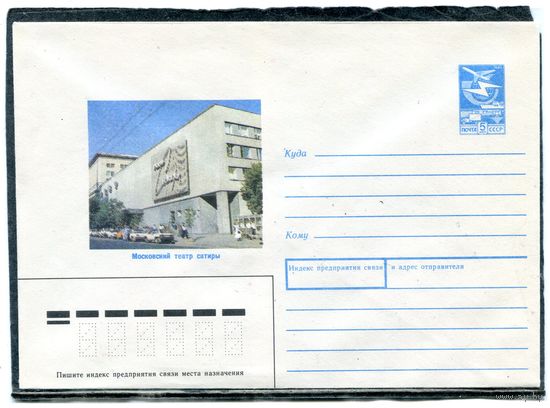 ПОЧТА 5 СССР
Куда
Московский театр сатиры
Кому
Индекс предприятия связи и адрес отправителя
Пишите индекс предприятия связи места назначения